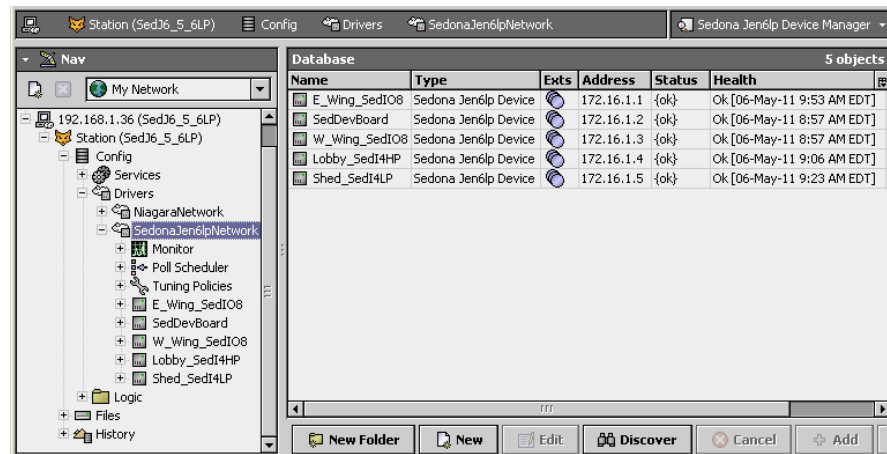 Station (SedJ6_5_6LP) Config Drivers SedonaJen6lpNetwork Sedona Jen6lp Device Manager
Nav
My Network
192.168.1.36 (SedJ6_5_6LP)
Station (SedJ6_5_6LP)
Config
Services
Drivers
NiagaraNetwork
SedonaJen6lpNetwork
Monitor
Poll Scheduler
Tuning Policies
E_Wing_SedIO8
SedDevBoard
W_Wing_SedIO8
Lobby_SedI4HP
Shed_SedI4LP
Logic
Files
History
Database 5 objects
Name Type Exts Address Status Health
E_Wing_SedIO8 Sedona Jen6lp Device 172.16.1.1 {ok} Ok [06-May-11 9:53 AM EDT]
SedDevBoard Sedona Jen6lp Device 172.16.1.2 {ok} Ok [06-May-11 8:57 AM EDT]
W_Wing_SedIO8 Sedona Jen6lp Device 172.16.1.3 {ok} Ok [06-May-11 8:57 AM EDT]
Lobby_SedI4HP Sedona Jen6lp Device 172.16.1.4 {ok} Ok [06-May-11 9:06 AM EDT]
Shed_SedI4LP Sedona Jen6lp Device 172.16.1.5 {ok} Ok [06-May-11 9:23 AM EDT]
New Folder New Edit Discover Cancel Add